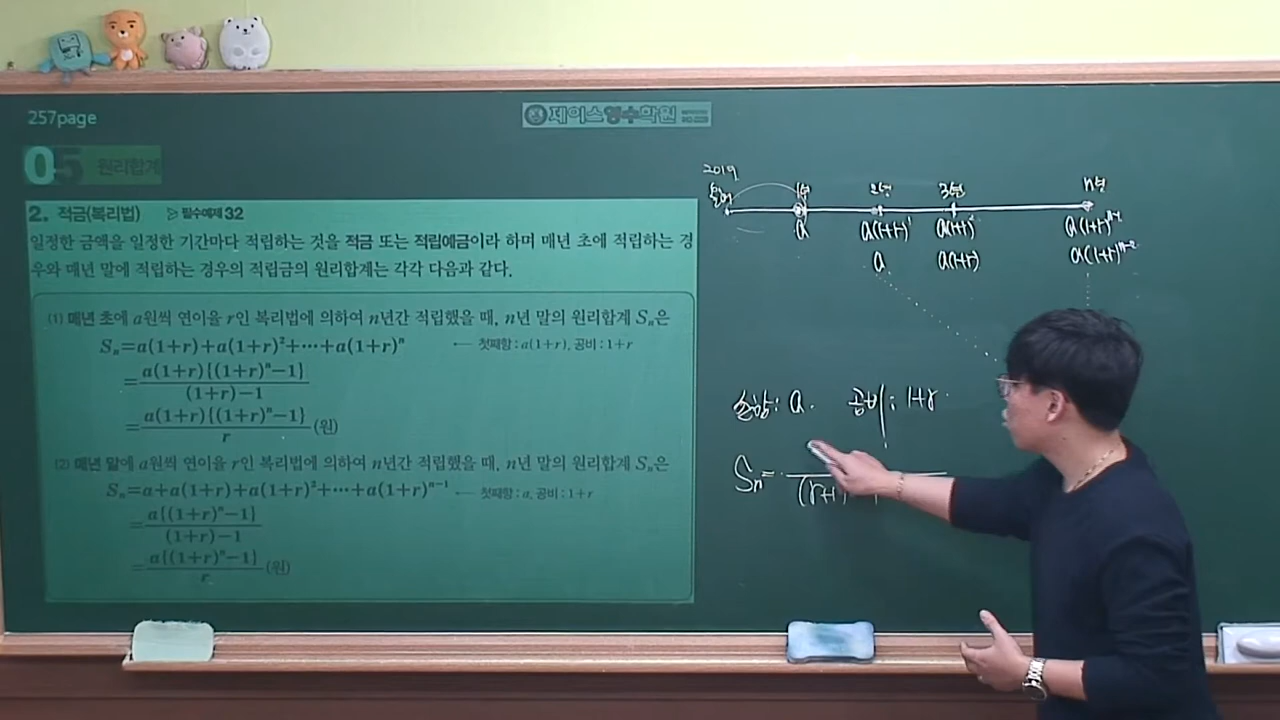 257page
제이스영수학원
05 원리합계
2. 적금(복리법) ≫ 필수예제 32
일정한 금액을 일정한 기간마다 적립하는 것을 적금 또는 적립예금이라 하며 매년 초에 적립하는 경
우와 매년 말에 적립하는 경우의 적립금의 원리합계는 각각 다음과 같다.
(1) 매년 초에 a원씩 연이율 r인 복리법에 의하여 n년간 적립했을 때, n년 말의 원리합계 Sₙ은
Sₙ=a(1+r)+a(1+r)²+⋯+a(1+r)ⁿ ← 첫째항 : a(1+r), 공비 : 1+r
=a(1+r){(1+r)ⁿ-1}/(1+r)-1
=a(1+r){(1+r)ⁿ-1}/r (원)
(2) 매년 말에 a원씩 연이율 r인 복리법에 의하여 n년간 적립했을 때, n년 말의 원리합계 Sₙ은
Sₙ=a+a(1+r)+a(1+r)²+⋯+a(1+r)ⁿ⁻¹ ← 첫째항 : a, 공비 : 1+r
=a{(1+r)ⁿ-1}/(1+r)-1
=a{(1+r)ⁿ-1}/r (원)
2019
1년 2년 3년 n년
a a(1+r)¹ a(1+r)² a(1+r)ⁿ⁻¹
a a(1+r) a(1+r)ⁿ⁻²
a. 공비: 1+r
Sₙ= (r+1)